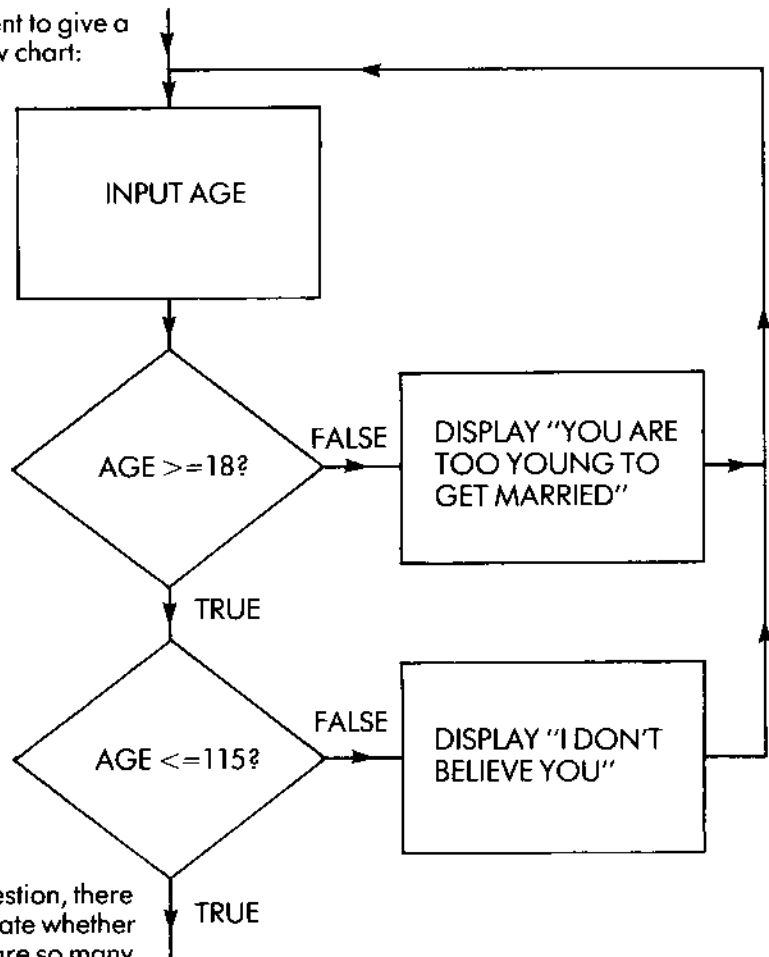 ent to give a
v chart:
INPUT AGE
AGE >=18?
FALSE
DISPLAY "YOU ARE
TOO YOUNG TO
GET MARRIED"
TRUE
AGE <=115?
FALSE
DISPLAY "I DON'T
BELIEVE YOU"
estion, there
ate whether
TRUE
are so many